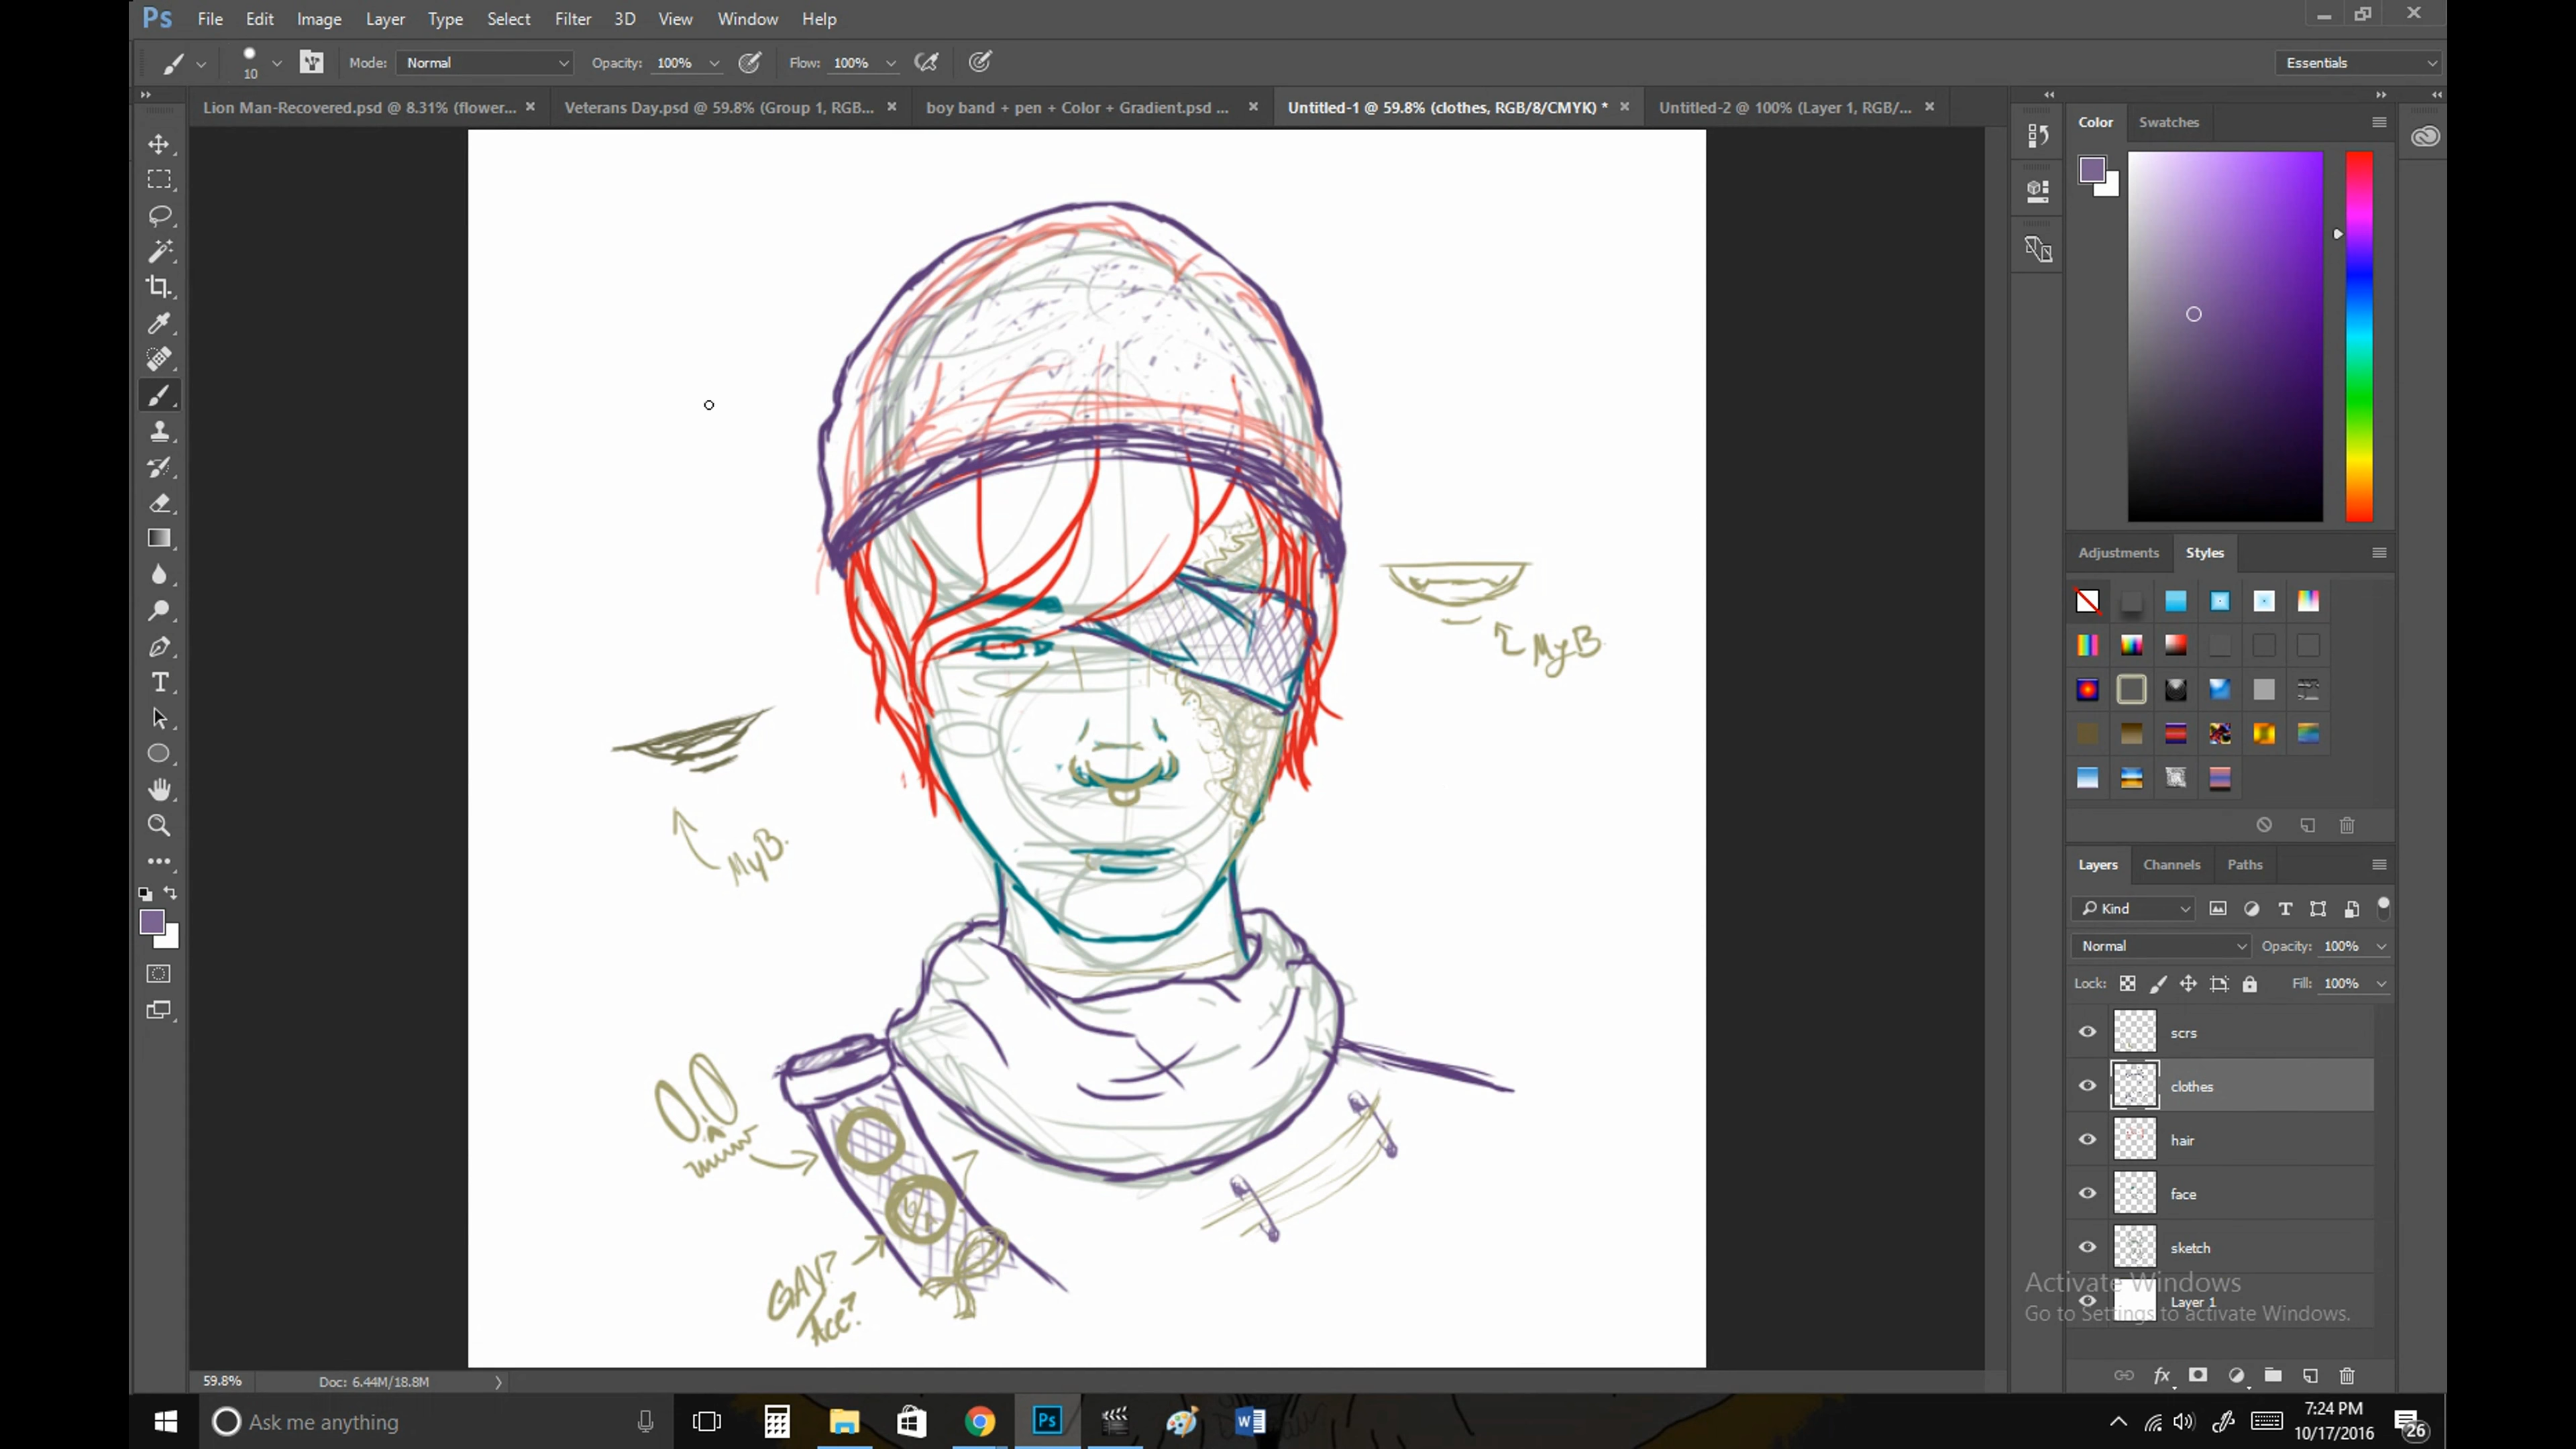 Ps File Edit Image Layer Type Select Filter 3D View Window Help
10 Mode: Normal Opacity: 100% Flow: 100% Essentials
Lion Man-Recovered.psd @ 8.31% (flower... Veterans Day.psd @ 59.8% (Group 1, RGB... boy band + pen + Color + Gradient.psd ... Untitled-1 @ 59.8% (clothes, RGB/8/CMYK) * Untitled-2 @ 100% (Layer 1, RGB/...
Color Swatches
Adjustments Styles
MyB
MyB.
O.O
GAY?
Ace?
Layers Channels Paths
Kind
Normal Opacity: 100%
Lock: Fill: 100%
scrs
clothes
hair
face
sketch
Layer 1
Activate Windows
Go to Settings to activate Windows.
59.8% Doc: 6.44M/18.8M
Ask me anything
Ps
W
7:24 PM
10/17/2016
26